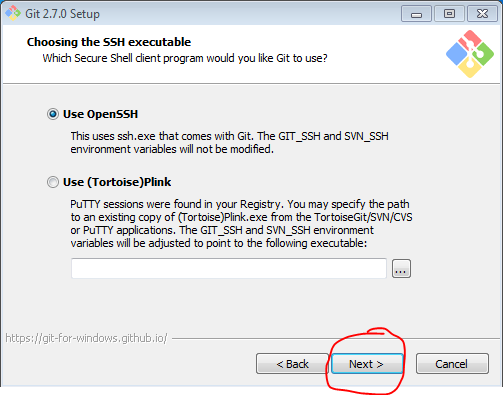 Git 2.7.0 Setup
Choosing the SSH executable
Which Secure Shell client program would you like Git to use?
Use OpenSSH
This uses ssh.exe that comes with Git. The GIT_SSH and SVN_SSH
environment variables will not be modified.
Use (Tortoise)Plink
PuTTY sessions were found in your Registry. You may specify the path
to an existing copy of (Tortoise)Plink.exe from the TortoiseGit/SVN/CVS
or PuTTY applications. The GIT_SSH and SVN_SSH environment
variables will be adjusted to point to the following executable:
...
https://git-for-windows.github.io/
< Back Next > Cancel